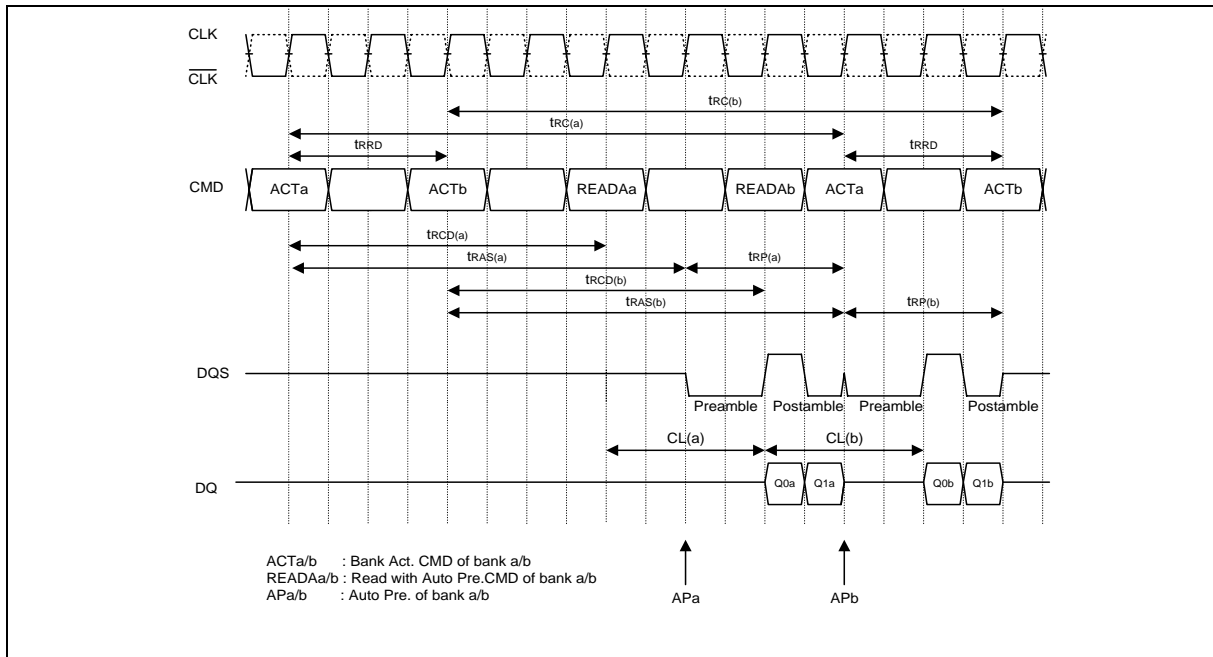 CLK
CLK
tRC(b)
tRC(a)
tRRD tRRD
CMD ACTa ACTb READAa READAb ACTa ACTb
tRCD(a)
tRAS(a) tRP(a)
tRCD(b)
tRAS(b) tRP(b)
DQS
Preamble Postamble Preamble Postamble
CL(a) CL(b)
DQ Q0a Q1a Q0b Q1b
ACTa/b : Bank Act. CMD of bank a/b
READAa/b : Read with Auto Pre.CMD of bank a/b
APa/b : Auto Pre. of bank a/b
APa APb